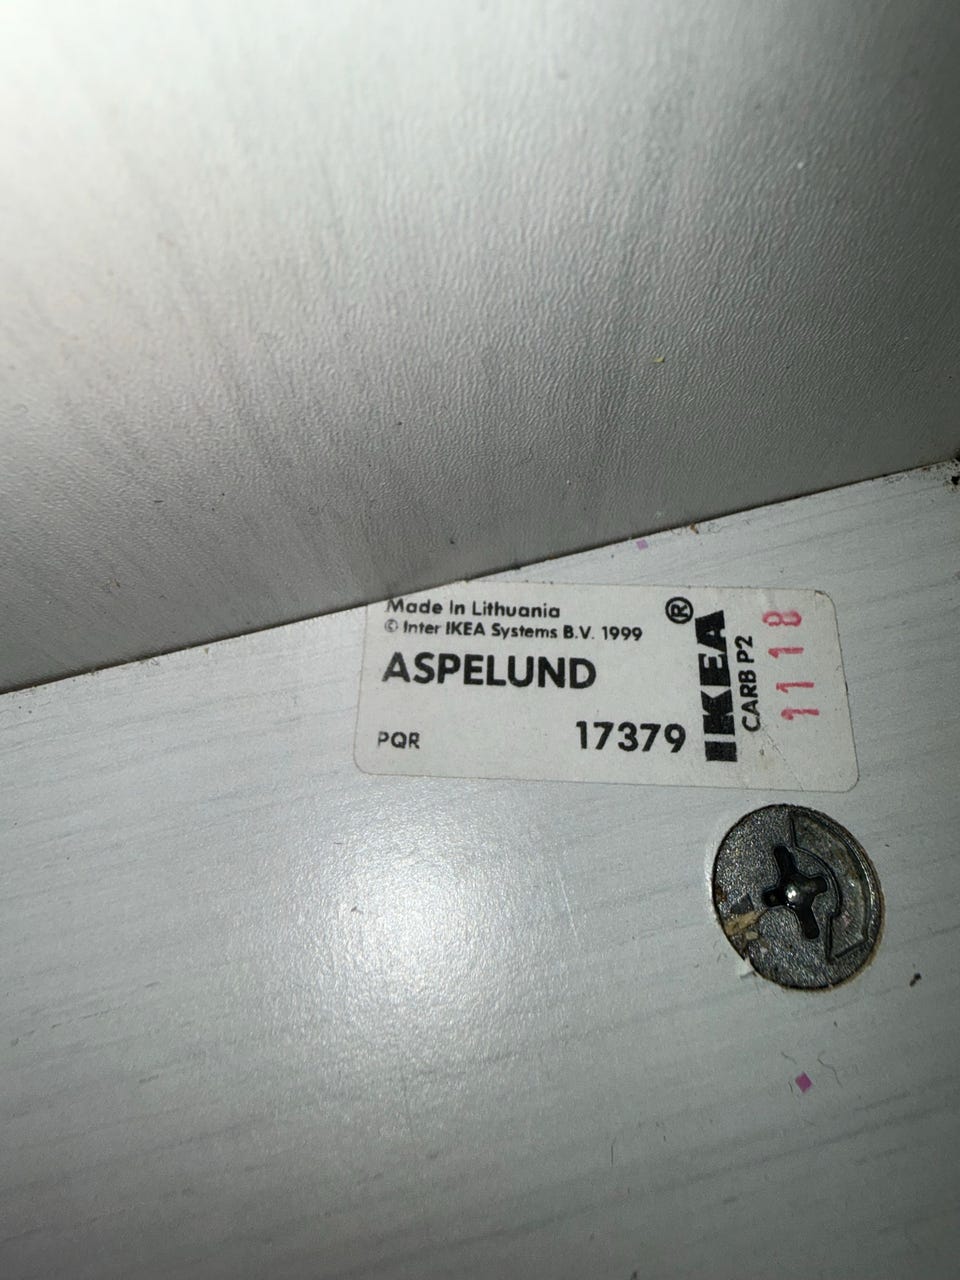 Made In Lithuania
© Inter IKEA Systems B.V. 1999
ASPELUND
PQR
17379
IKEA®
CARB P2
1118